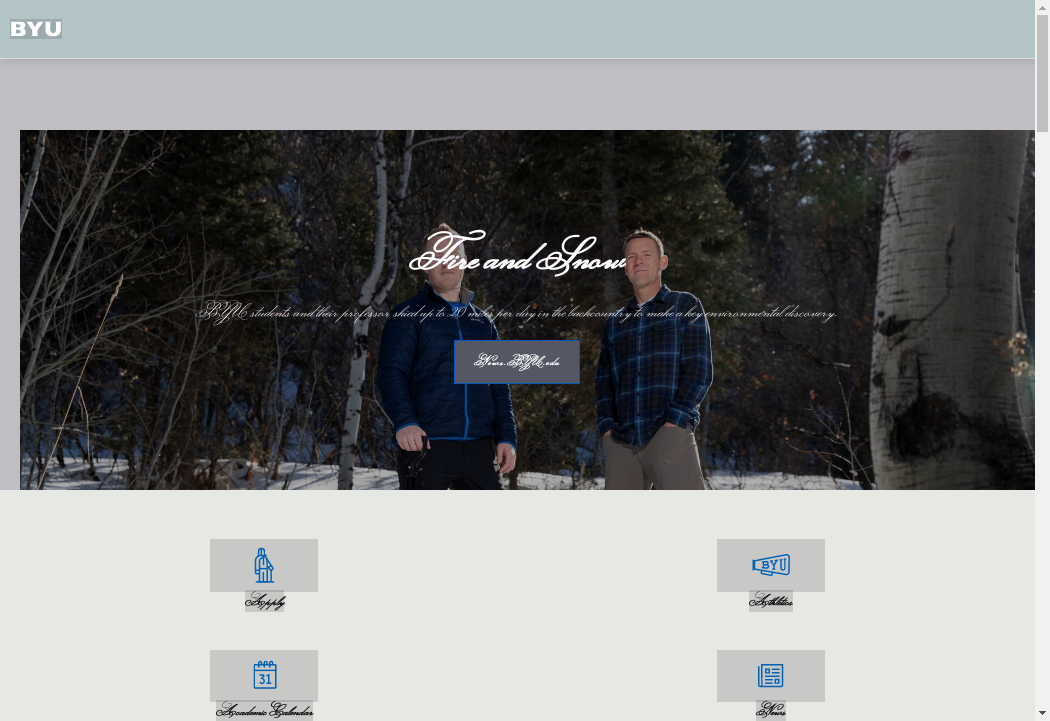 BYU
Fire and Snow
BYU students and their professor skied up to 20 miles per day in the backcountry to make a key environmental discovery.
News.BYU.edu
Apply
BYU
Athletics
31
Academic Calendar
News